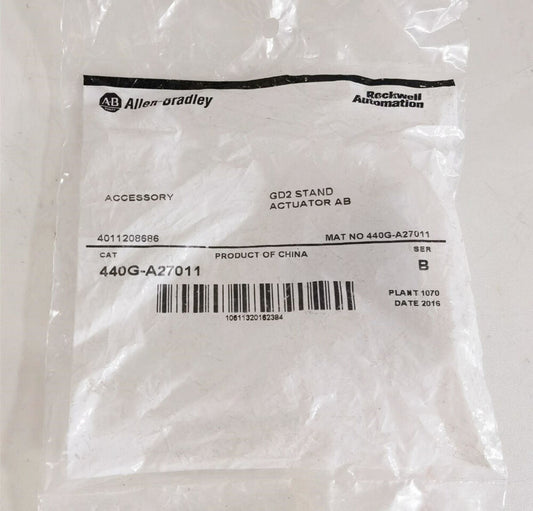 AB Allen-Bradley
Rockwell
Automation
ACCESSORY
GD2 STAND
ACTUATOR AB
4011208686
MAT NO 440G-A27011
CAT
PRODUCT OF CHINA
SER
440G-A27011
B
PLANT 1070
DATE 2016
10611320162384